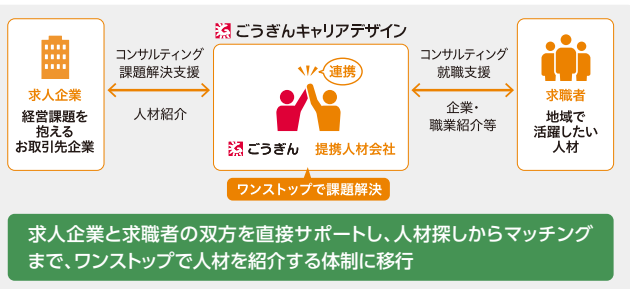 ごうぎんキャリアデザイン
求人企業
経営課題を
抱える
お取引先企業
コンサルティング
課題解決支援
人材紹介
連携
ごうぎん 提携人材会社
ワンストップで課題解決
コンサルティング
就職支援
企業・
職業紹介等
求職者
地域で
活躍したい
人材
求人企業と求職者の双方を直接サポートし、人材探しからマッチング
まで、ワンストップで人材を紹介する体制に移行